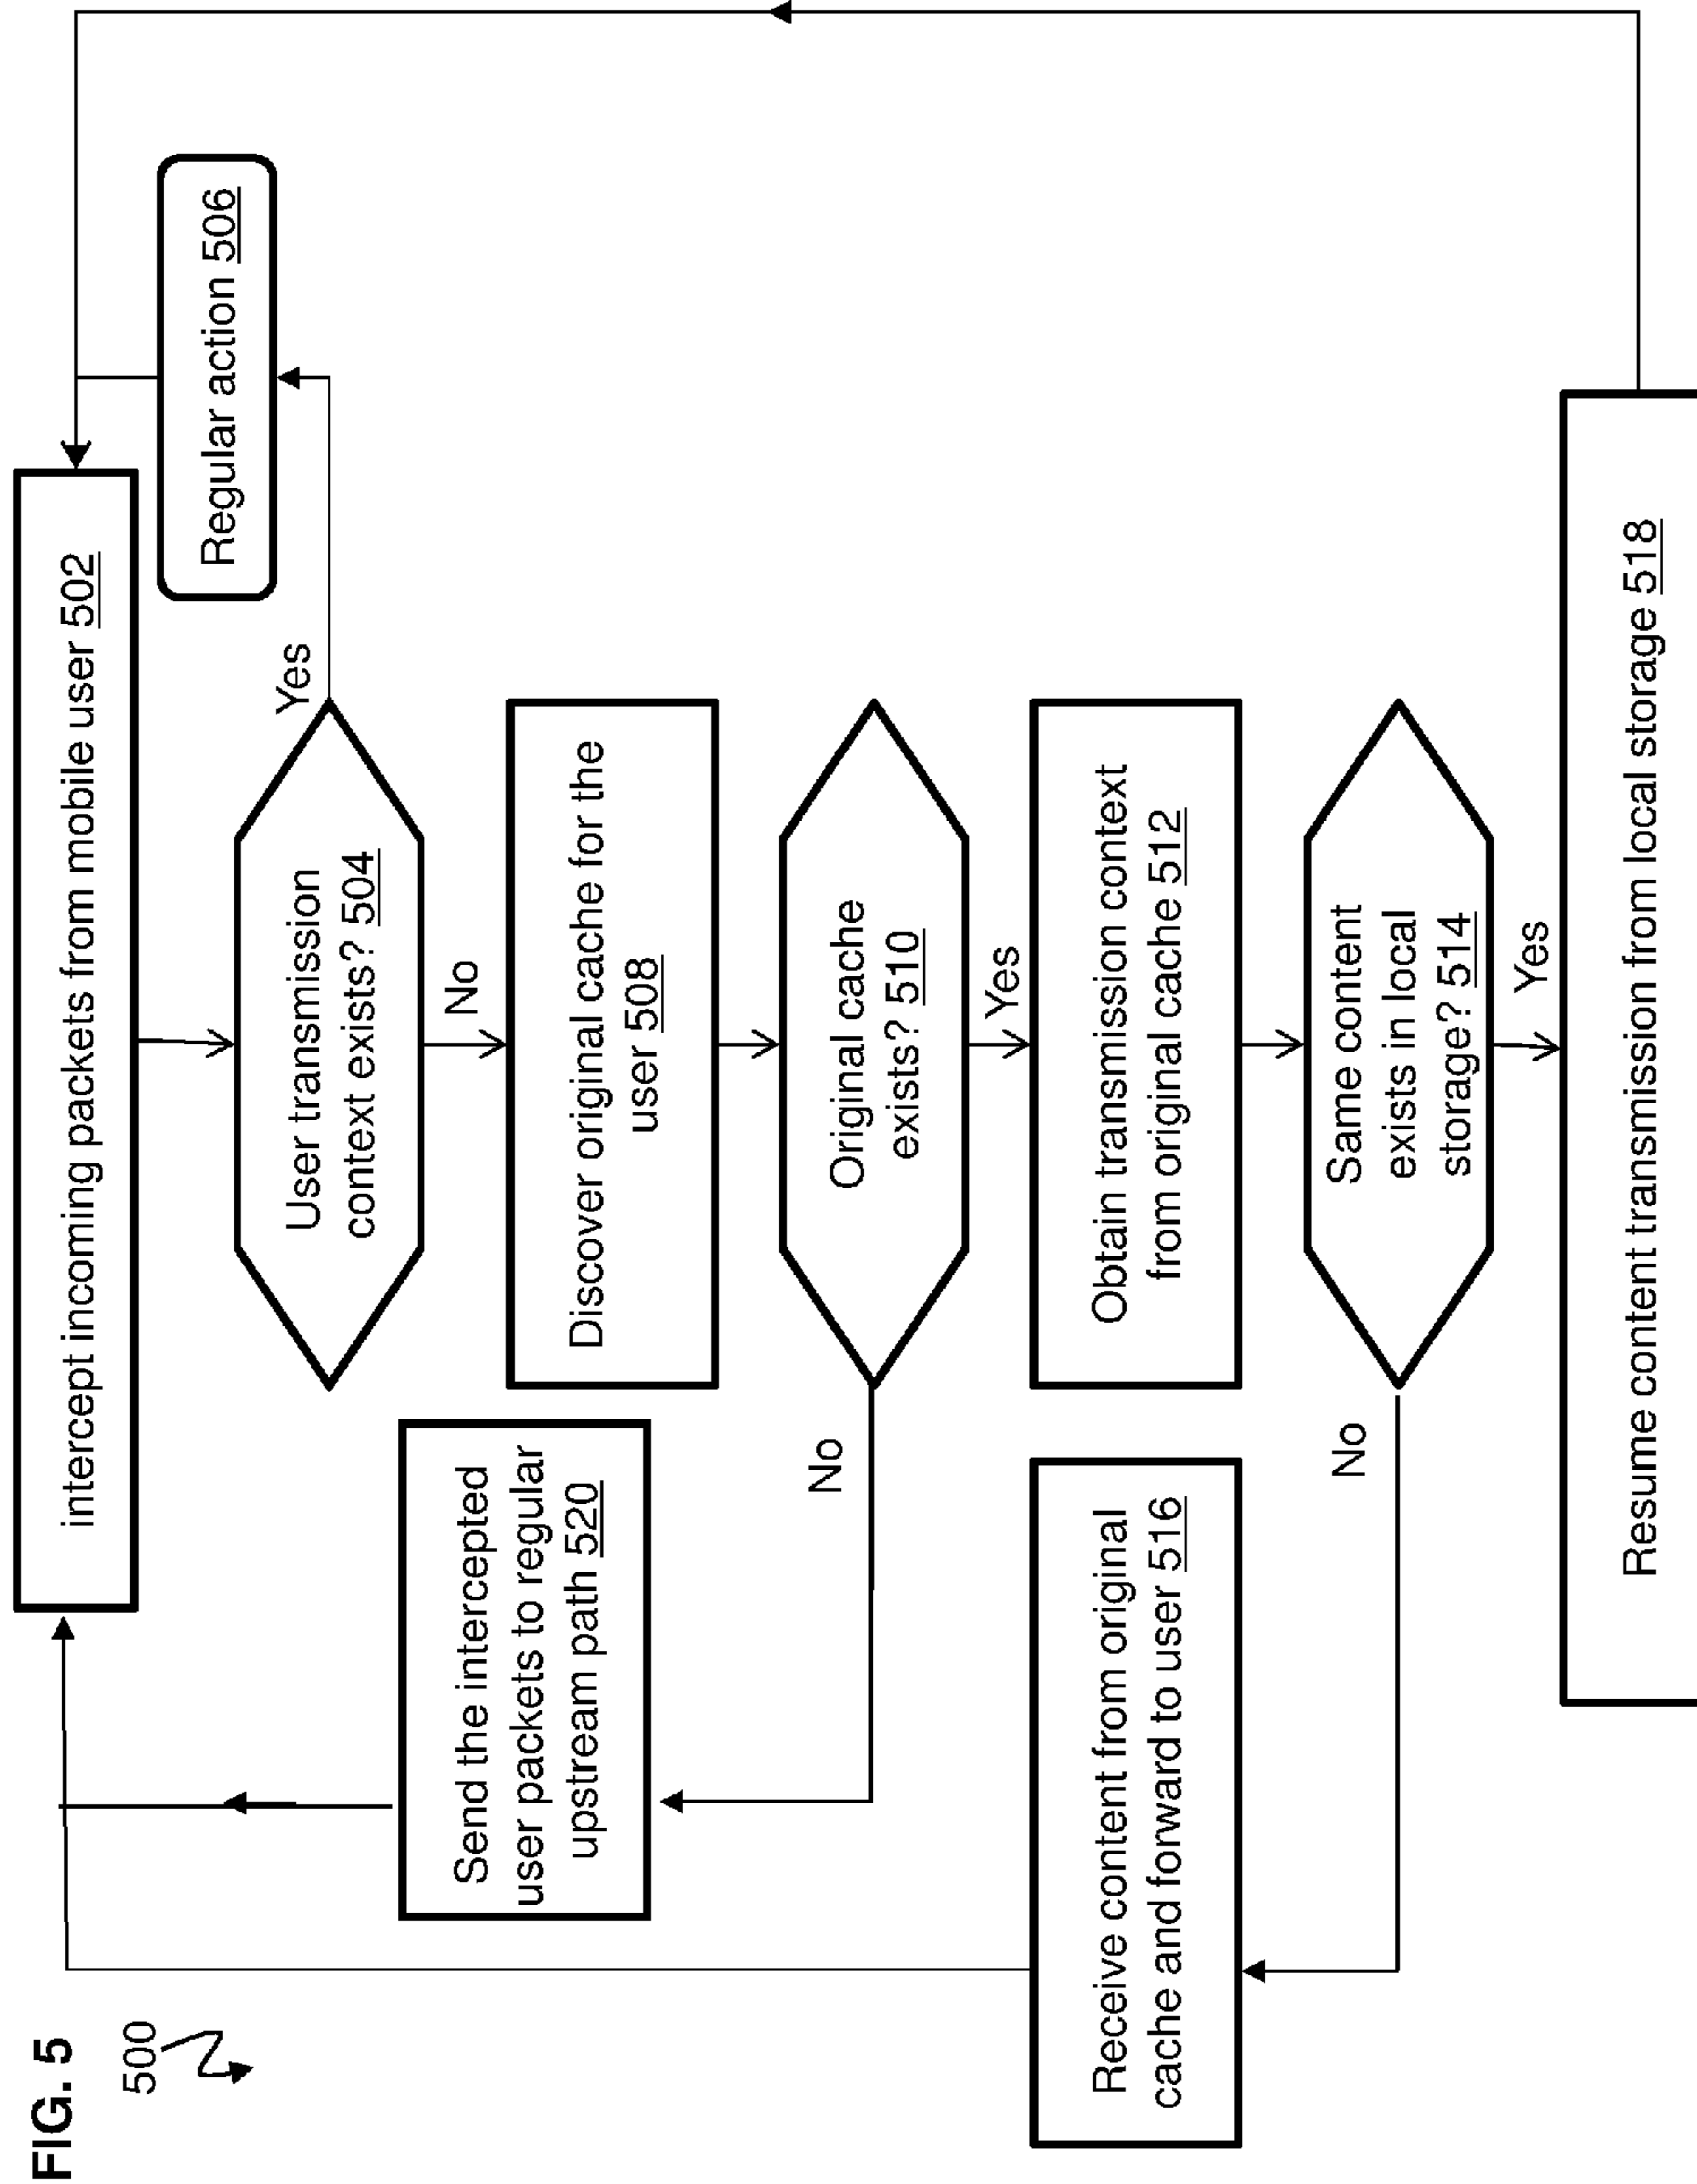 FIG. 5
500
intercept incoming packets from mobile user 502
User transmission
context exists? 504
Yes
Regular action 506
No
Discover original cache for the
user 508
Original cache
exists? 510
No
Send the intercepted
user packets to regular
upstream path 520
Yes
Obtain transmission context
from original cache 512
Same content
exists in local
storage? 514
No
Receive content from original
cache and forward to user 516
Yes
Resume content transmission from local storage 518